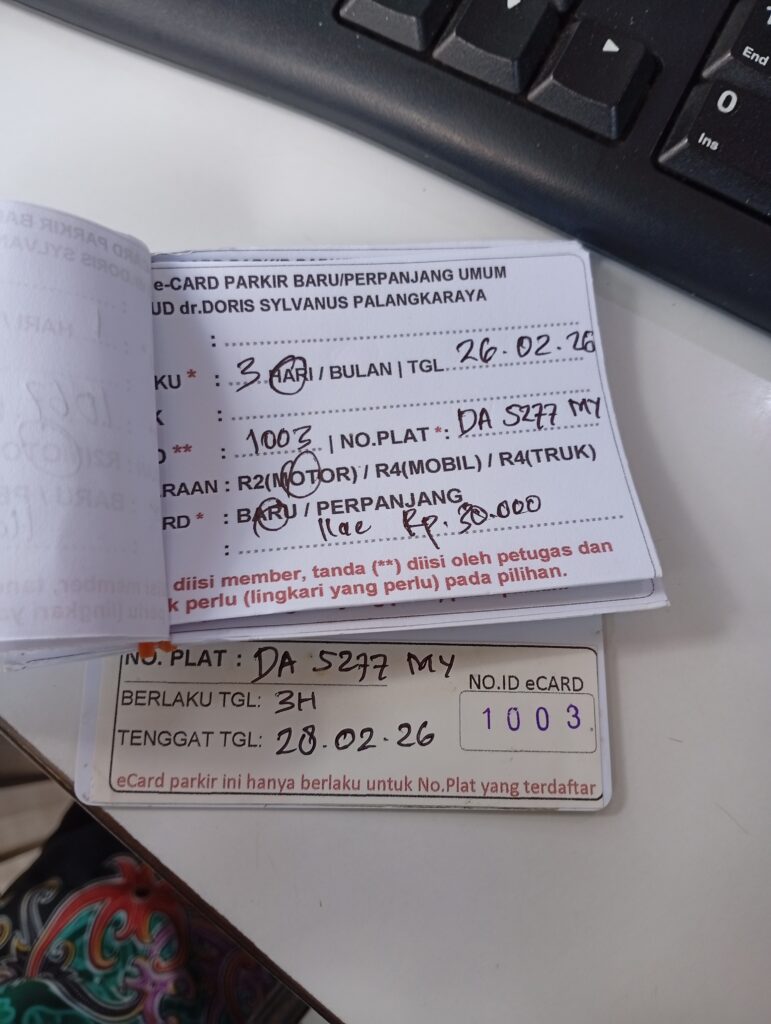 End
0
Ins
e-CARD PARKIR BARU/PERPANJANG UMUM
UD dr.DORIS SYLVANUS PALANGKARAYA
:
KU * : 3 HARI / BULAN | TGL 26.02.26
K :
D ** : 1003 | NO.PLAT *: DA 5277 MY
RAAN : R2(MOTOR) / R4(MOBIL) / R4(TRUK)
RD * : BARU / PERPANJANG
: Rp. 30.000
diisi member, tanda (**) diisi oleh petugas dan
k perlu (lingkari yang perlu) pada pilihan.
NO. PLAT : DA 5277 MY
BERLAKU TGL: 3H
NO.ID eCARD
TENGGAT TGL: 28.02.26
1003
eCard parkir ini hanya berlaku untuk No.Plat yang terdaftar